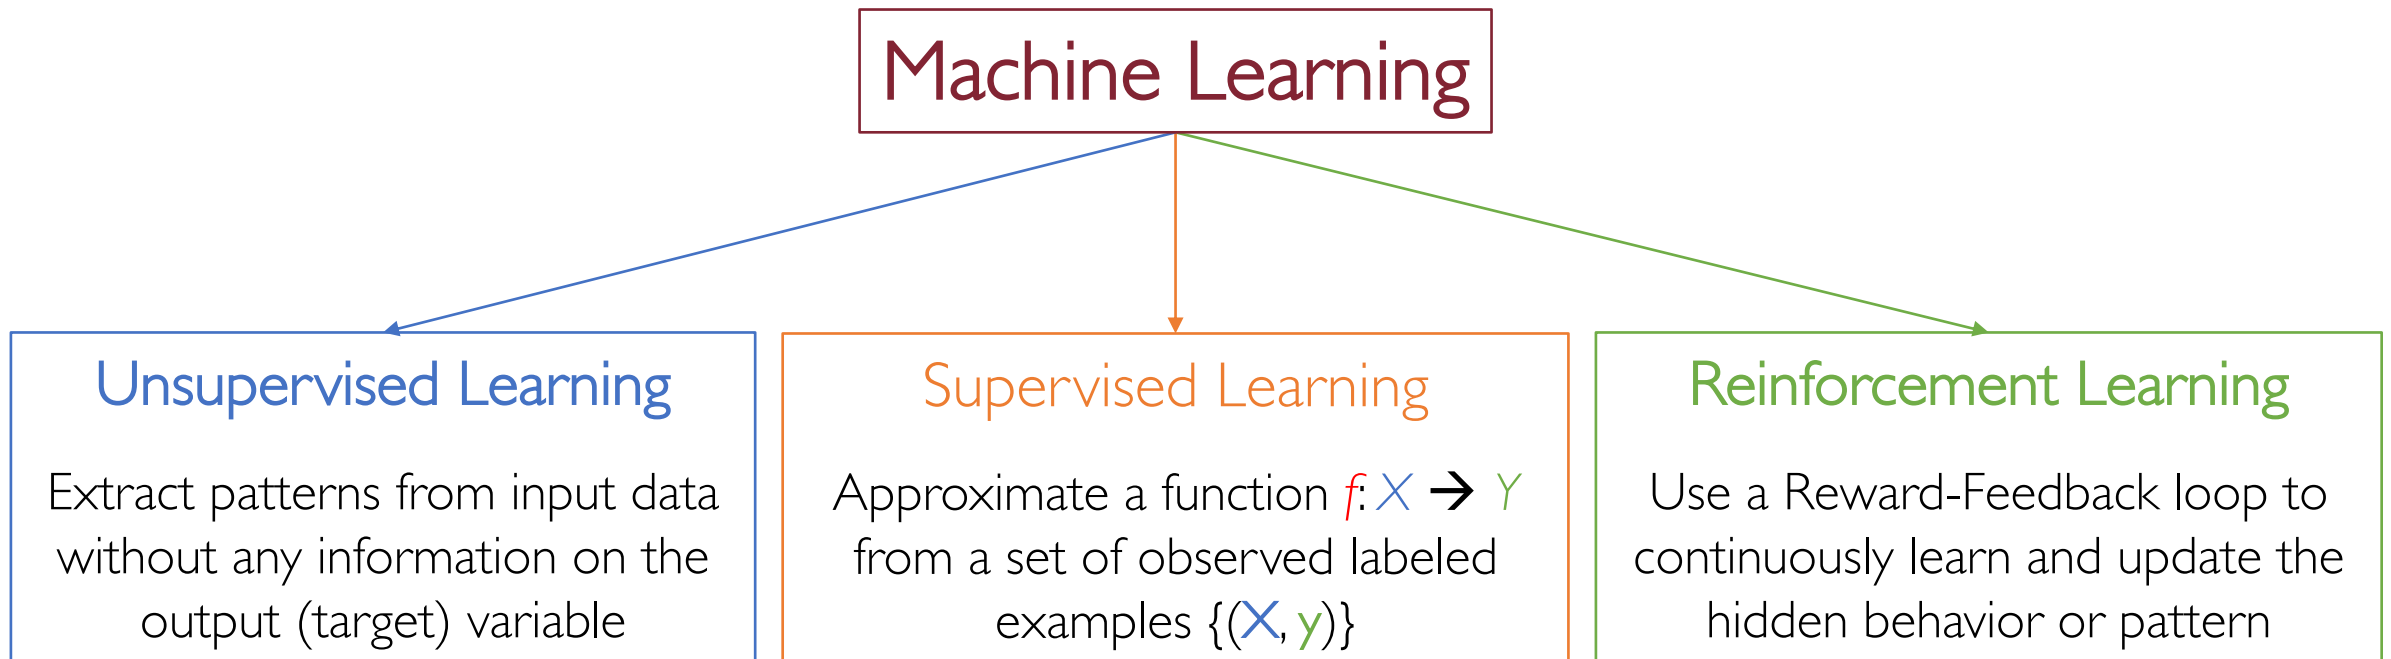 Machine Learning
Unsupervised Learning
Extract patterns from input data
without any information on the
output (target) variable
Supervised Learning
Approximate a function f: X → Y
from a set of observed labeled
examples {(X, y)}
Reinforcement Learning
Use a Reward-Feedback loop to
continuously learn and update the
hidden behavior or pattern